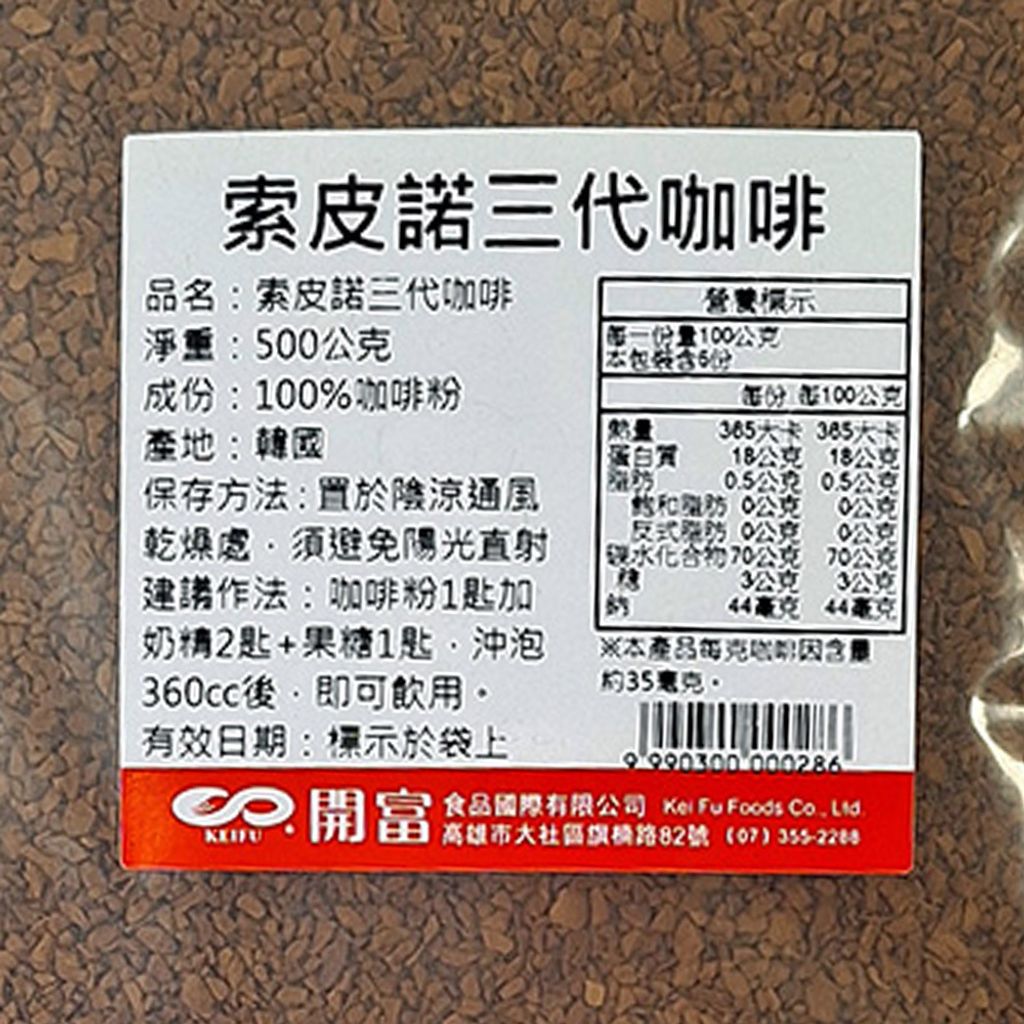 索皮諾三代咖啡
品名：索皮諾三代咖啡
淨重：500公克
成份：100%咖啡粉
產地：韓國
保存方法：置於陰涼通風
乾燥處．須避免陽光直射
建議作法：咖啡粉1匙加
奶精2匙+果糖1匙．沖泡
360cc後．即可飲用。
有效日期：標示於袋上
營養標示
每一份量100公克
本包裝含5份
每份 每100公克
熱量 365大卡 365大卡
蛋白質 18公克 18公克
脂肪 0.5公克 0.5公克
飽和脂肪 0公克 0公克
反式脂肪 0公克 0公克
碳水化合物 70公克 70公克
糖 3公克 3公克
鈉 44毫克 44毫克
※本產品每克咖啡因含量
約35毫克。
9 990300 000286
KEIFU
開富 食品國際有限公司 Kei Fu Foods Co., Ltd.
高雄市大社區旗楠路82號 (07) 355-2288